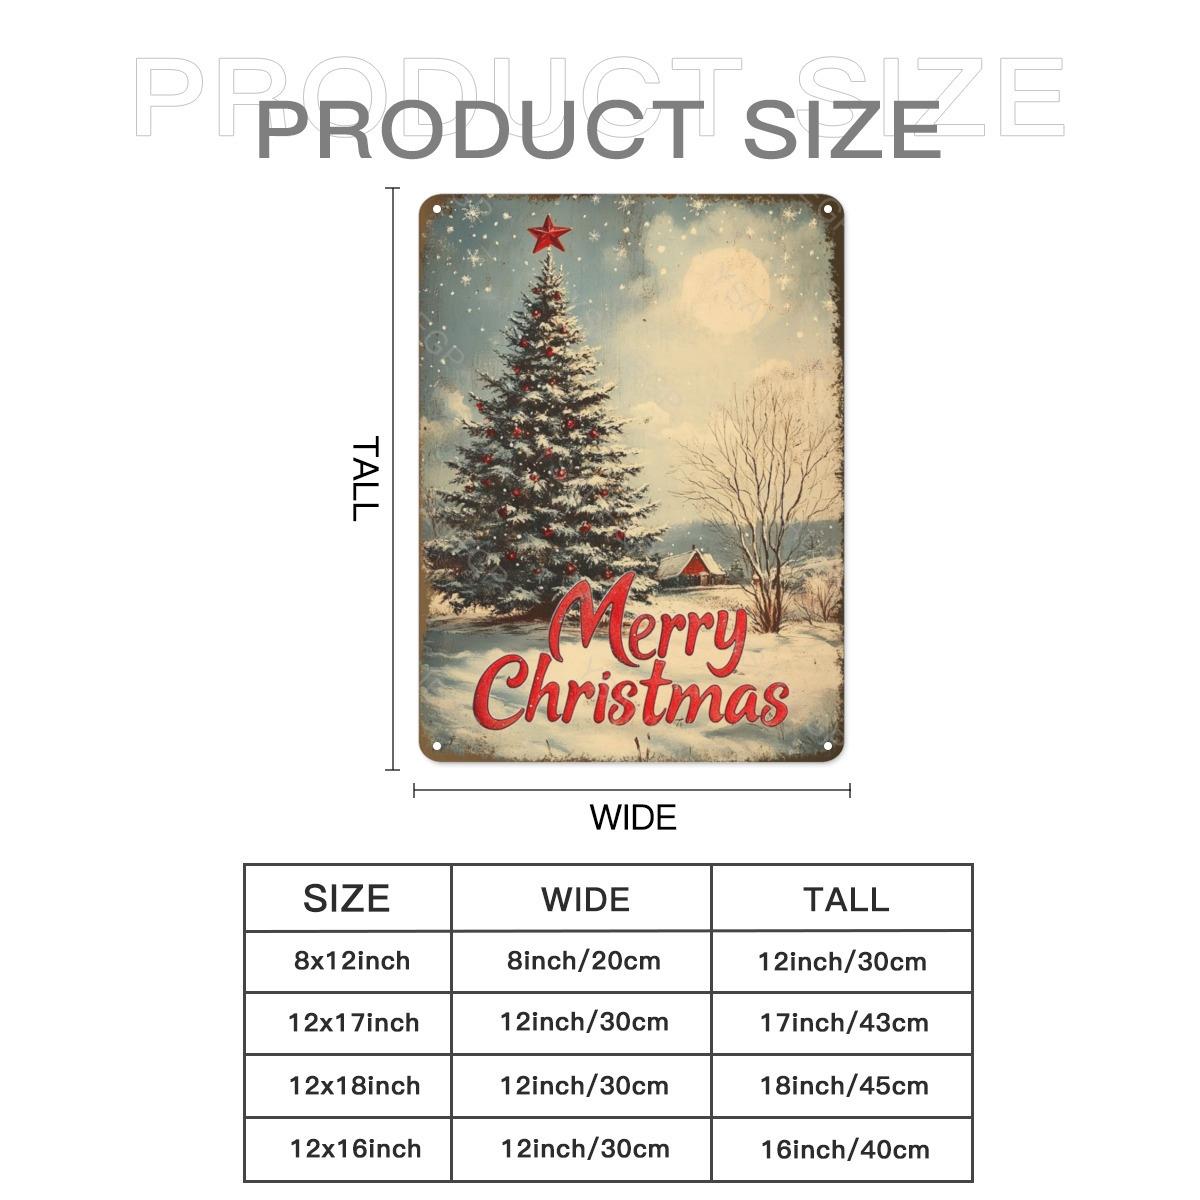 PRODUCT SIZE
PRODUCT SIZE
TALL
Merry
Christmas
WIDE
SIZE WIDE TALL
8x12inch 8inch/20cm 12inch/30cm
12x17inch 12inch/30cm 17inch/43cm
12x18inch 12inch/30cm 18inch/45cm
12x16inch 12inch/30cm 16inch/40cm